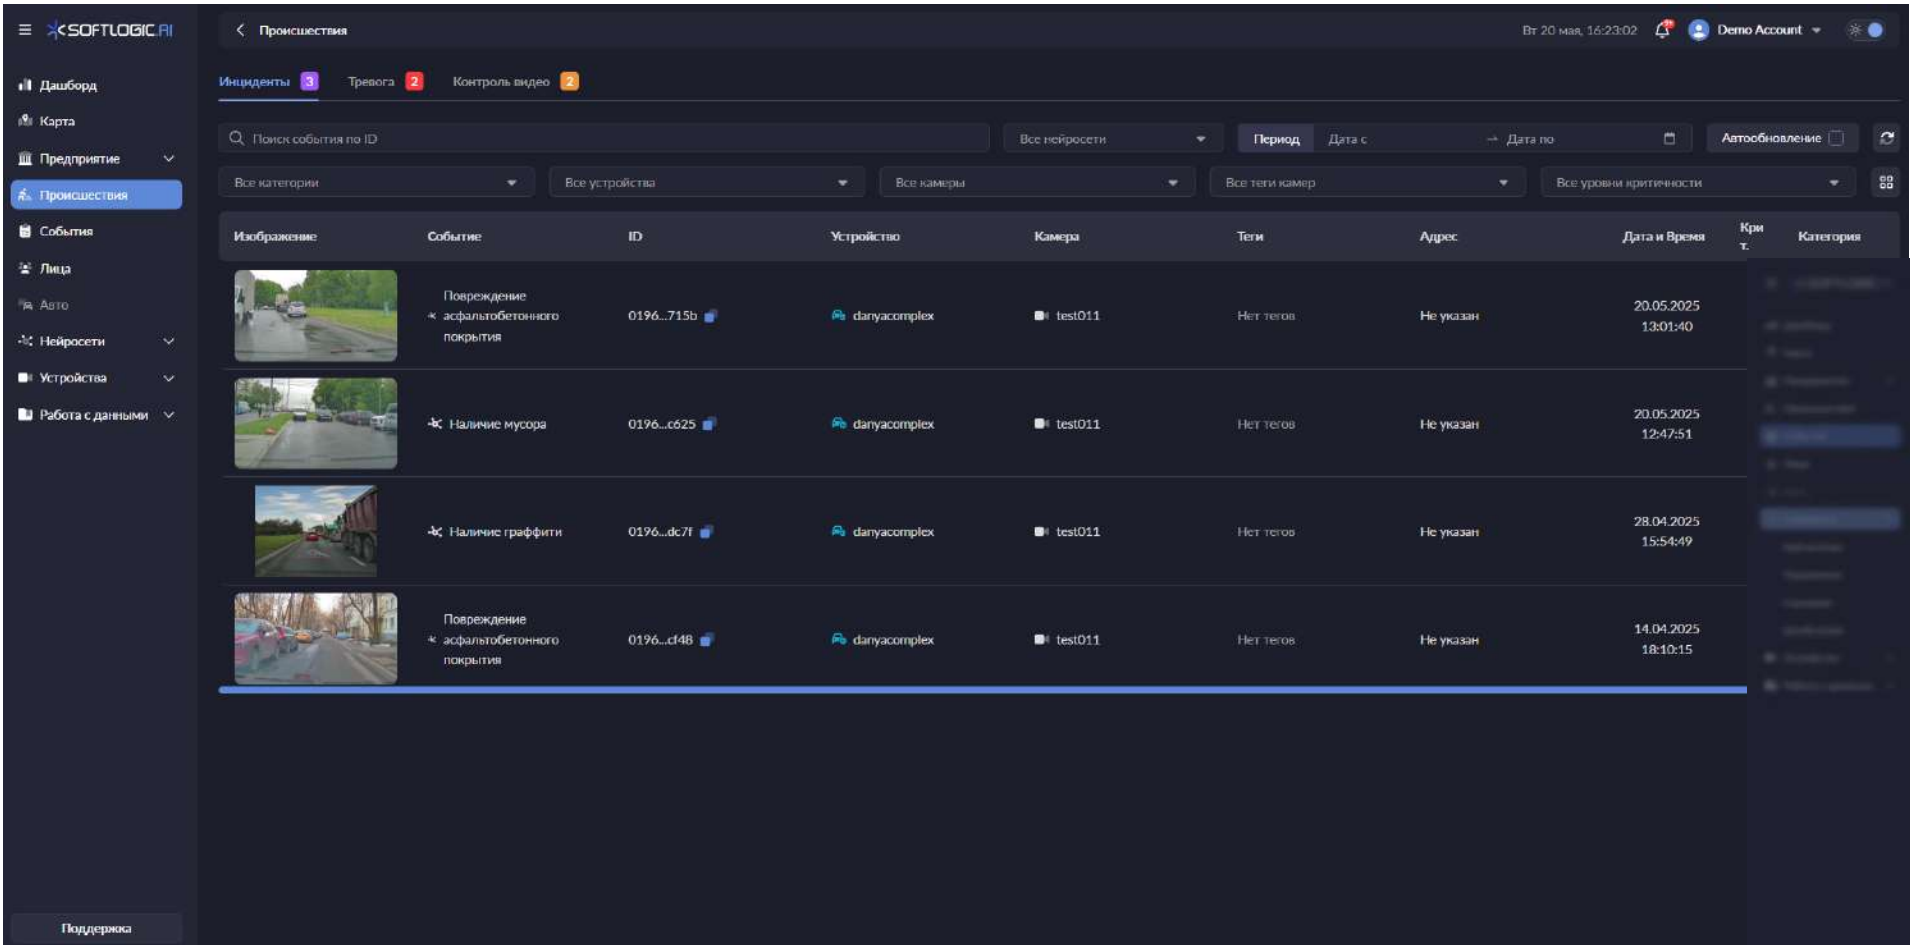 SOFTLOGIC.AI
Происшествия
Вт 20 мая, 16:23:02
9+
Demo Account
Дашборд
Карта
Предприятие
Происшествия
События
Лица
Авто
Нейросети
Устройства
Работа с данными
Поддержка
Инциденты 3
Тревога 2
Контроль видео 2
Поиск события по ID
Все нейросети
Период
Дата с
→ Дата по
Автообновление
Все категории
Все устройства
Все камеры
Все теги камер
Все уровни критичности
Изображение Событие ID Устройство Камера Теги Адрес Дата и Время Кри
т. Категория
Повреждение
асфальтобетонного
покрытия
0196...715b danyacomplex test011 Нет тегов Не указан
20.05.2025
13:01:40
Наличие мусора 0196...c625 danyacomplex test011 Нет тегов Не указан
20.05.2025
12:47:51
Наличие граффити 0196...dc7f danyacomplex test011 Нет тегов Не указан
28.04.2025
15:54:49
Повреждение
асфальтобетонного
покрытия
0196...cf48 danyacomplex test011 Нет тегов Не указан
14.04.2025
18:10:15